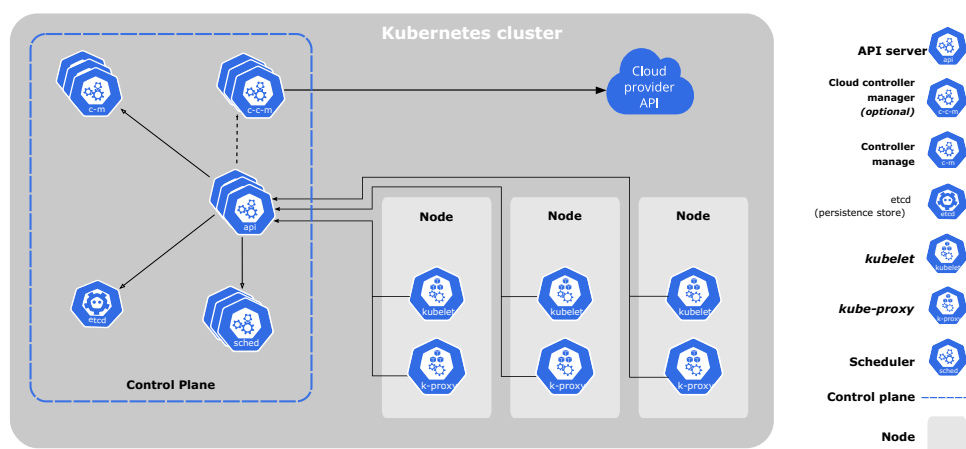 Kubernetes cluster
c-m
c-c-m
Cloud
provider
API
api
etcd
sched
Control Plane
Node
kubelet
k-proxy
Node
kubelet
k-proxy
Node
kubelet
k-proxy
API server
api
Cloud controller
manager
(optional)
c-c-m
Controller
manage
c-m
etcd
(persistence store)
etcd
kubelet
kubelet
kube-proxy
k-proxy
Scheduler
sched
Control plane
Node